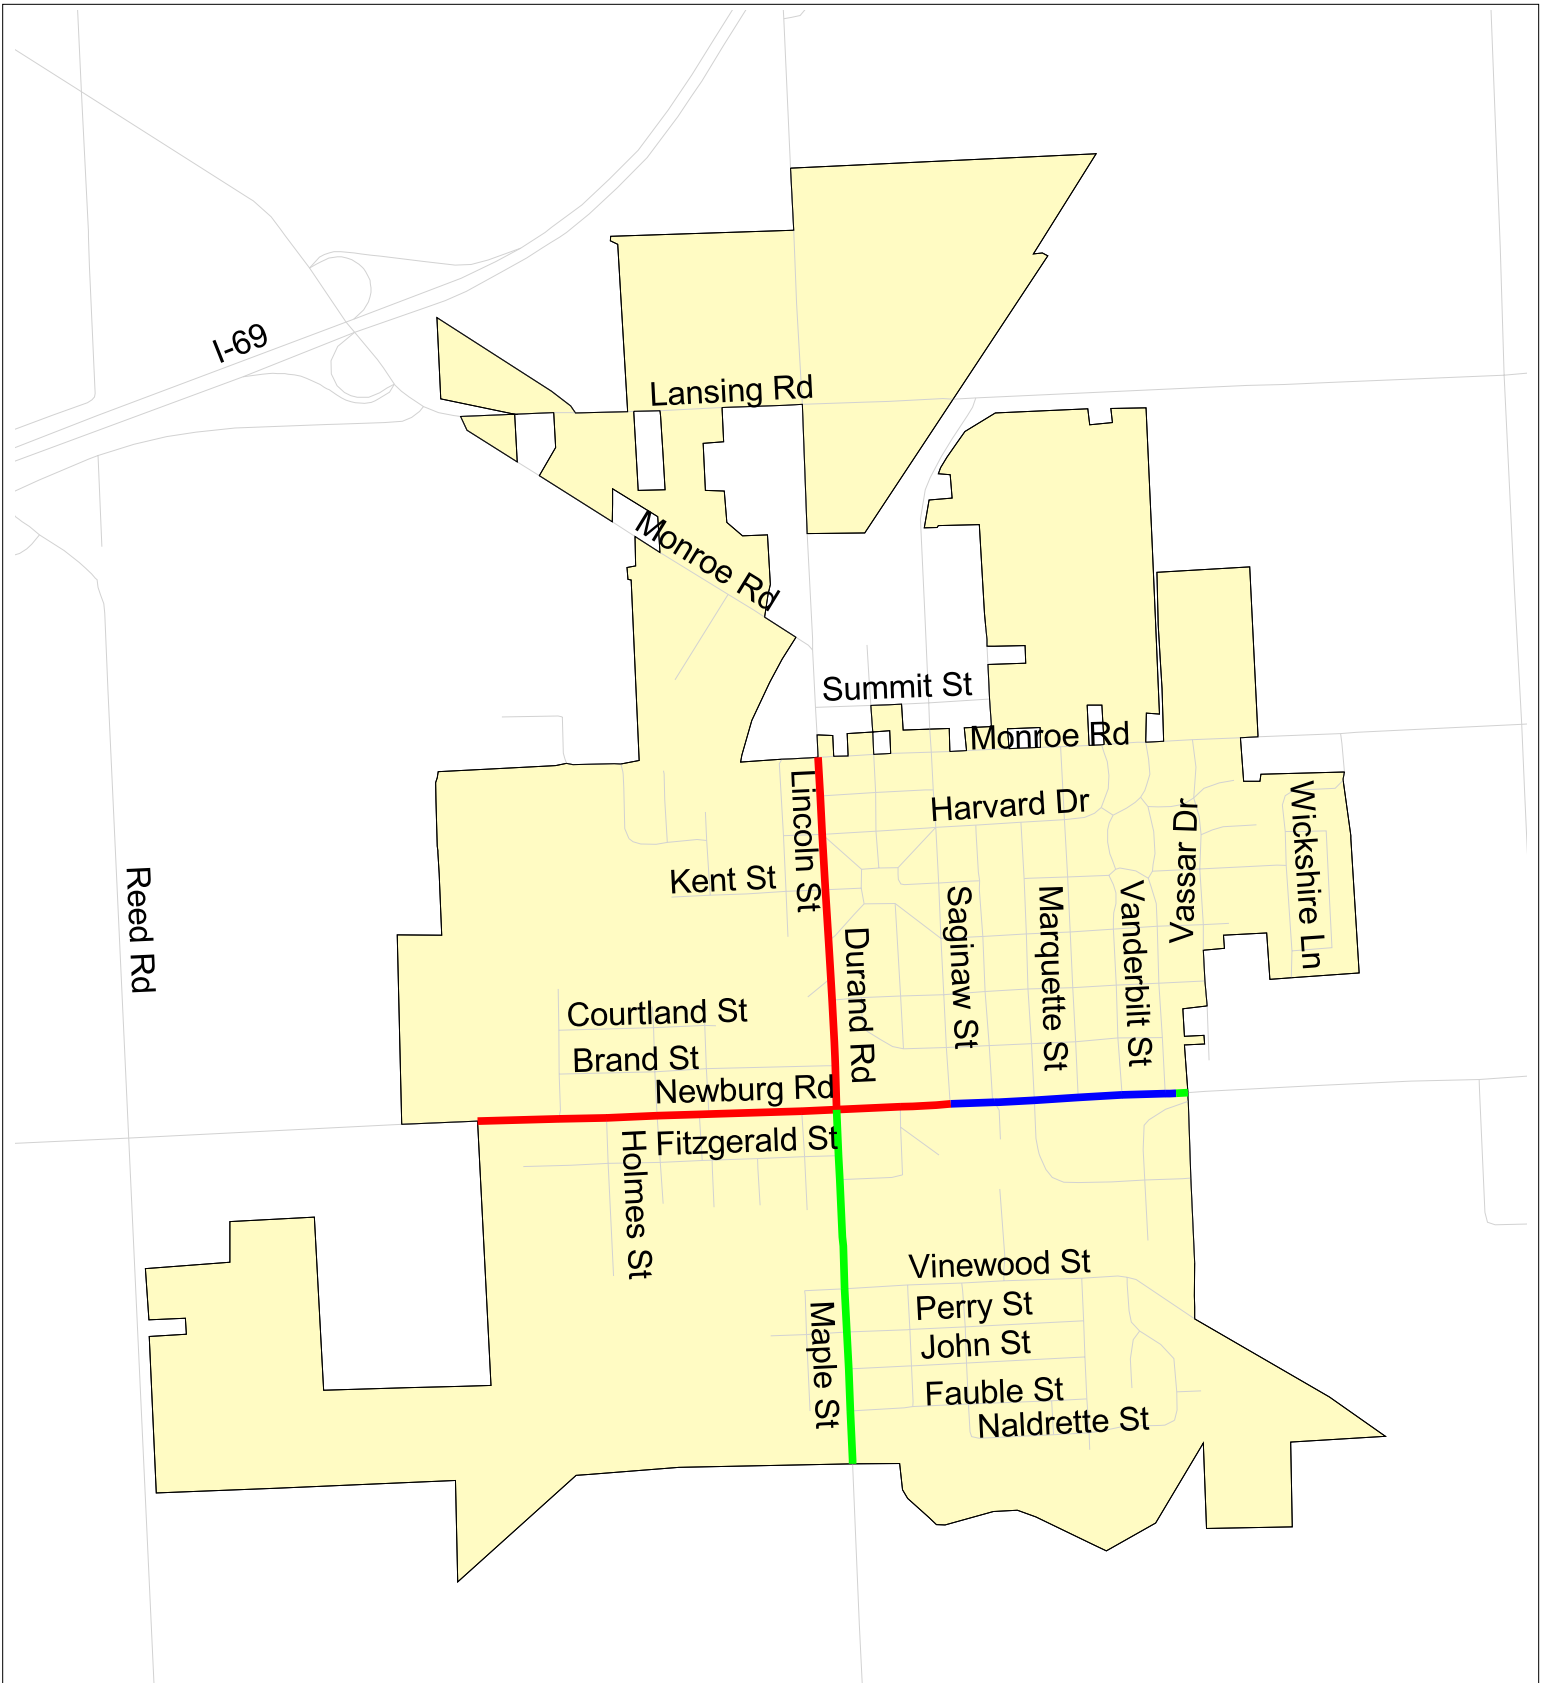 I-69
Lansing Rd
Monroe Rd
Summit St
Monroe Rd
Lincoln St
Harvard Dr
Vassar Dr
Wickshire Ln
Kent St
Reed Rd
Durand Rd
Saginaw St
Marquette St
Vanderbilt St
Courtland St
Brand St
Newburg Rd
Fitzgerald St
Holmes St
Vinewood St
Perry St
Maple St
John St
Fauble St
Naldrette St